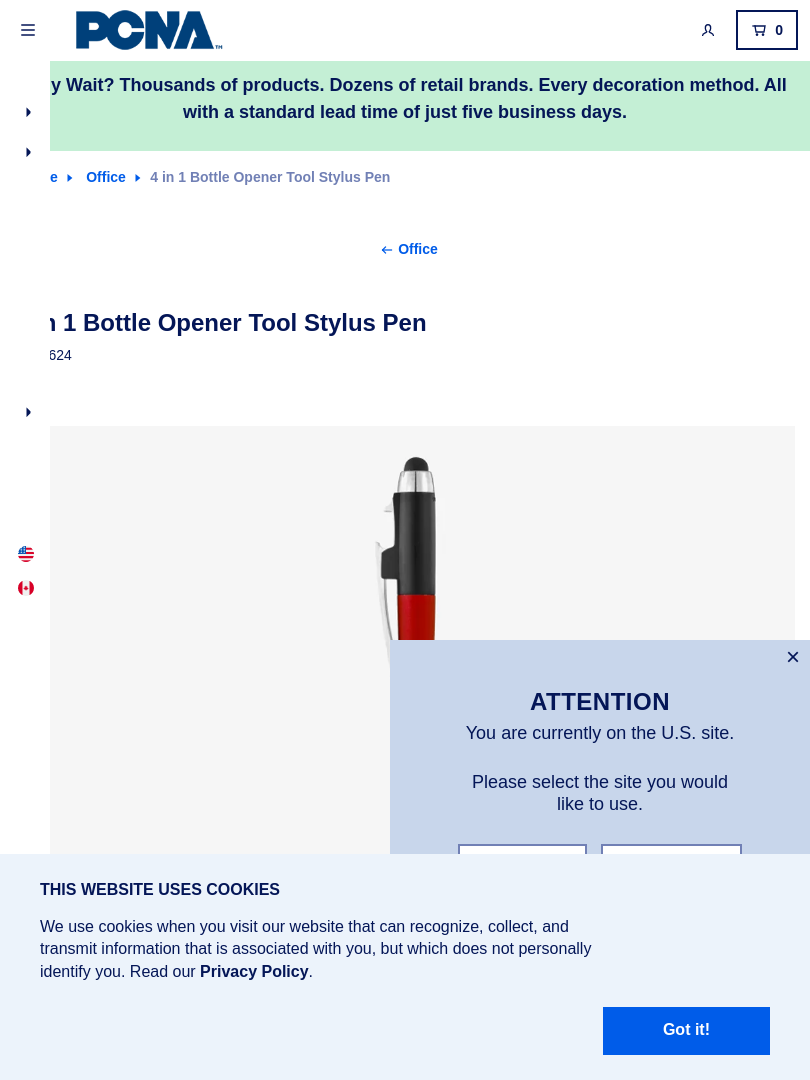 PCNA™
0
y Wait? Thousands of products. Dozens of retail brands. Every decoration method. All
with a standard lead time of just five business days.
e Office 4 in 1 Bottle Opener Tool Stylus Pen
Office
n 1 Bottle Opener Tool Stylus Pen
624
ATTENTION
You are currently on the U.S. site.
Please select the site you would
like to use.
THIS WEBSITE USES COOKIES
We use cookies when you visit our website that can recognize, collect, and
transmit information that is associated with you, but which does not personally
identify you. Read our Privacy Policy.
Got it!